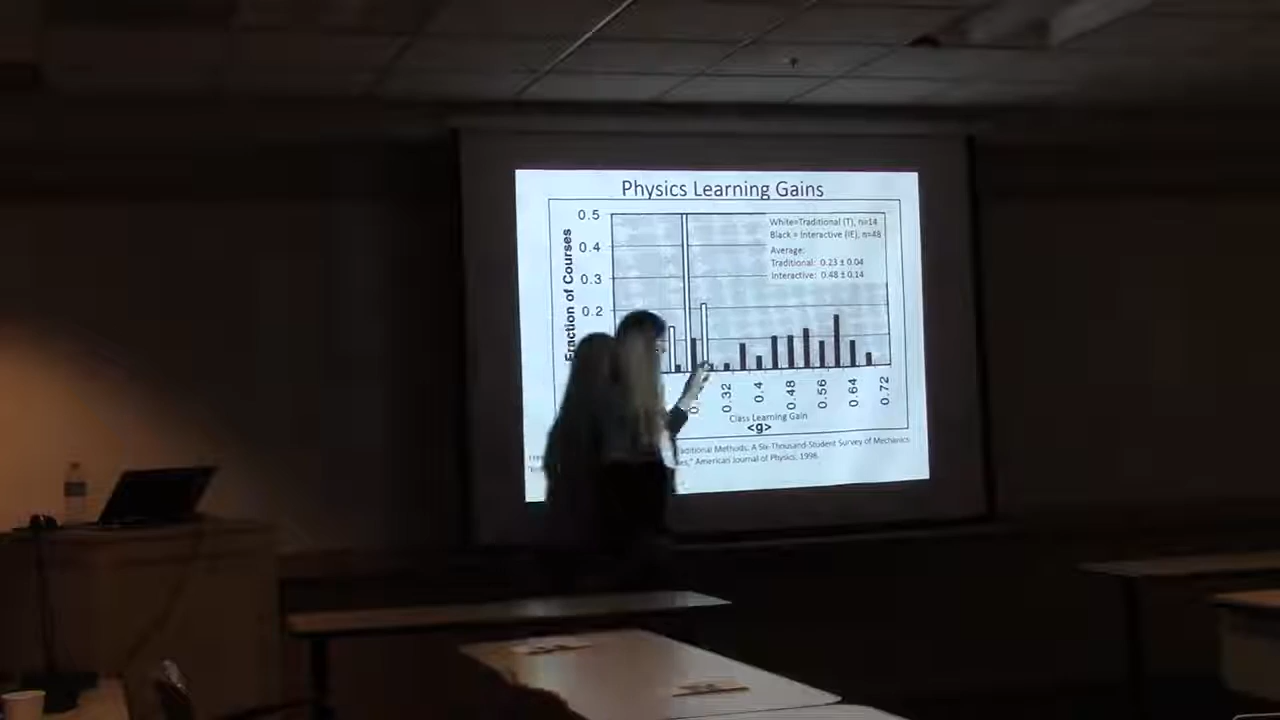 Physics Learning Gains
0.5
0.4
0.3
0.2
Fraction of Courses
White=Traditional (T), n=14
Black = Interactive (IE), n=48
Average:
Traditional: 0.23 ± 0.04
Interactive: 0.48 ± 0.14
0.32
0.4
0.48
0.56
0.64
0.72
Class Learning Gain
<g>
Methods: A Six-Thousand-Student Survey of Mechanics
American Journal of Physics, 1998.